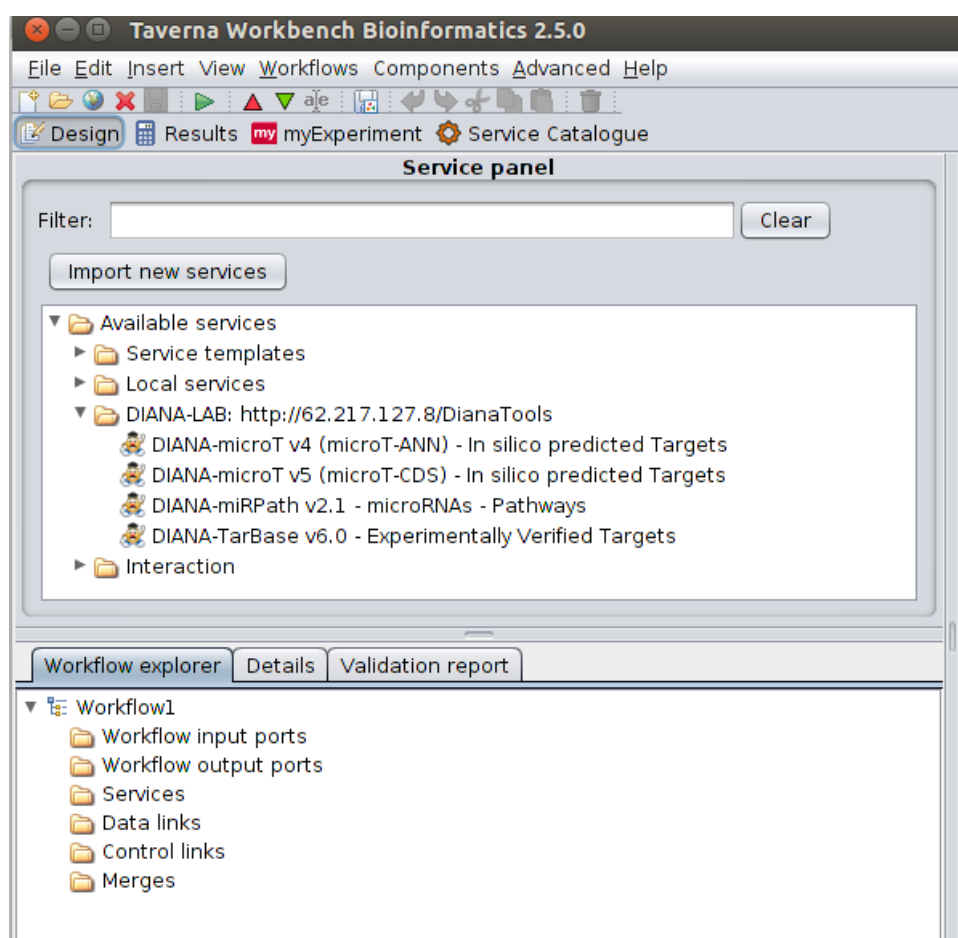 Taverna Workbench Bioinformatics 2.5.0
File Edit Insert View Workflows Components Advanced Help
a|e
Design Results my myExperiment Service Catalogue
Service panel
Filter: Clear
Import new services
Available services
Service templates
Local services
DIANA-LAB: http://62.217.127.8/DianaTools
DIANA-microT v4 (microT-ANN) - In silico predicted Targets
DIANA-microT v5 (microT-CDS) - In silico predicted Targets
DIANA-miRPath v2.1 - microRNAs - Pathways
DIANA-TarBase v6.0 - Experimentally Verified Targets
Interaction
Workflow explorer Details Validation report
Workflow1
Workflow input ports
Workflow output ports
Services
Data links
Control links
Merges